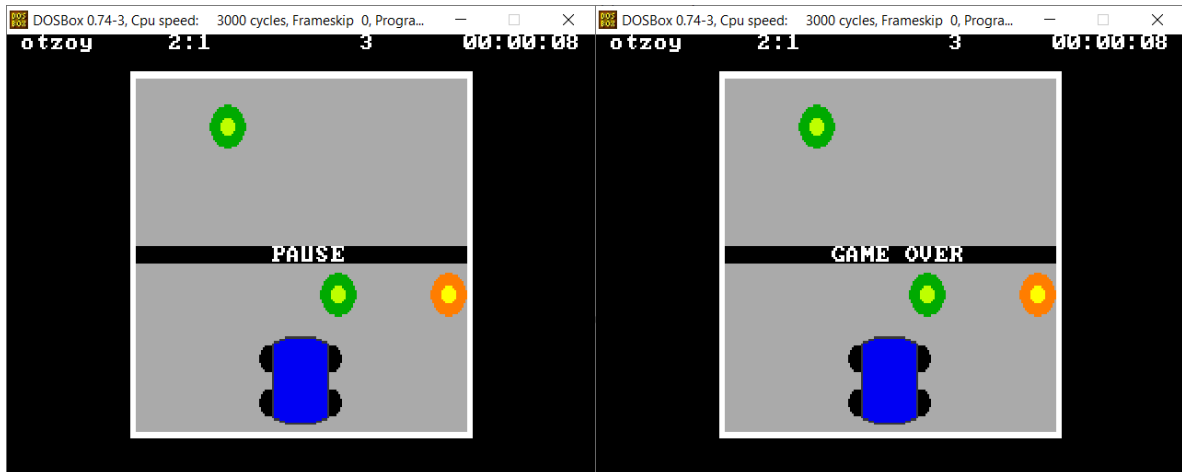 DOSBox 0.74-3, Cpu speed: 3000 cycles, Frameskip 0, Progra...
otzoy 2:1 3 00:00:08
PAUSE
DOSBox 0.74-3, Cpu speed: 3000 cycles, Frameskip 0, Progra...
otzoy 2:1 3 00:00:08
GAME OVER